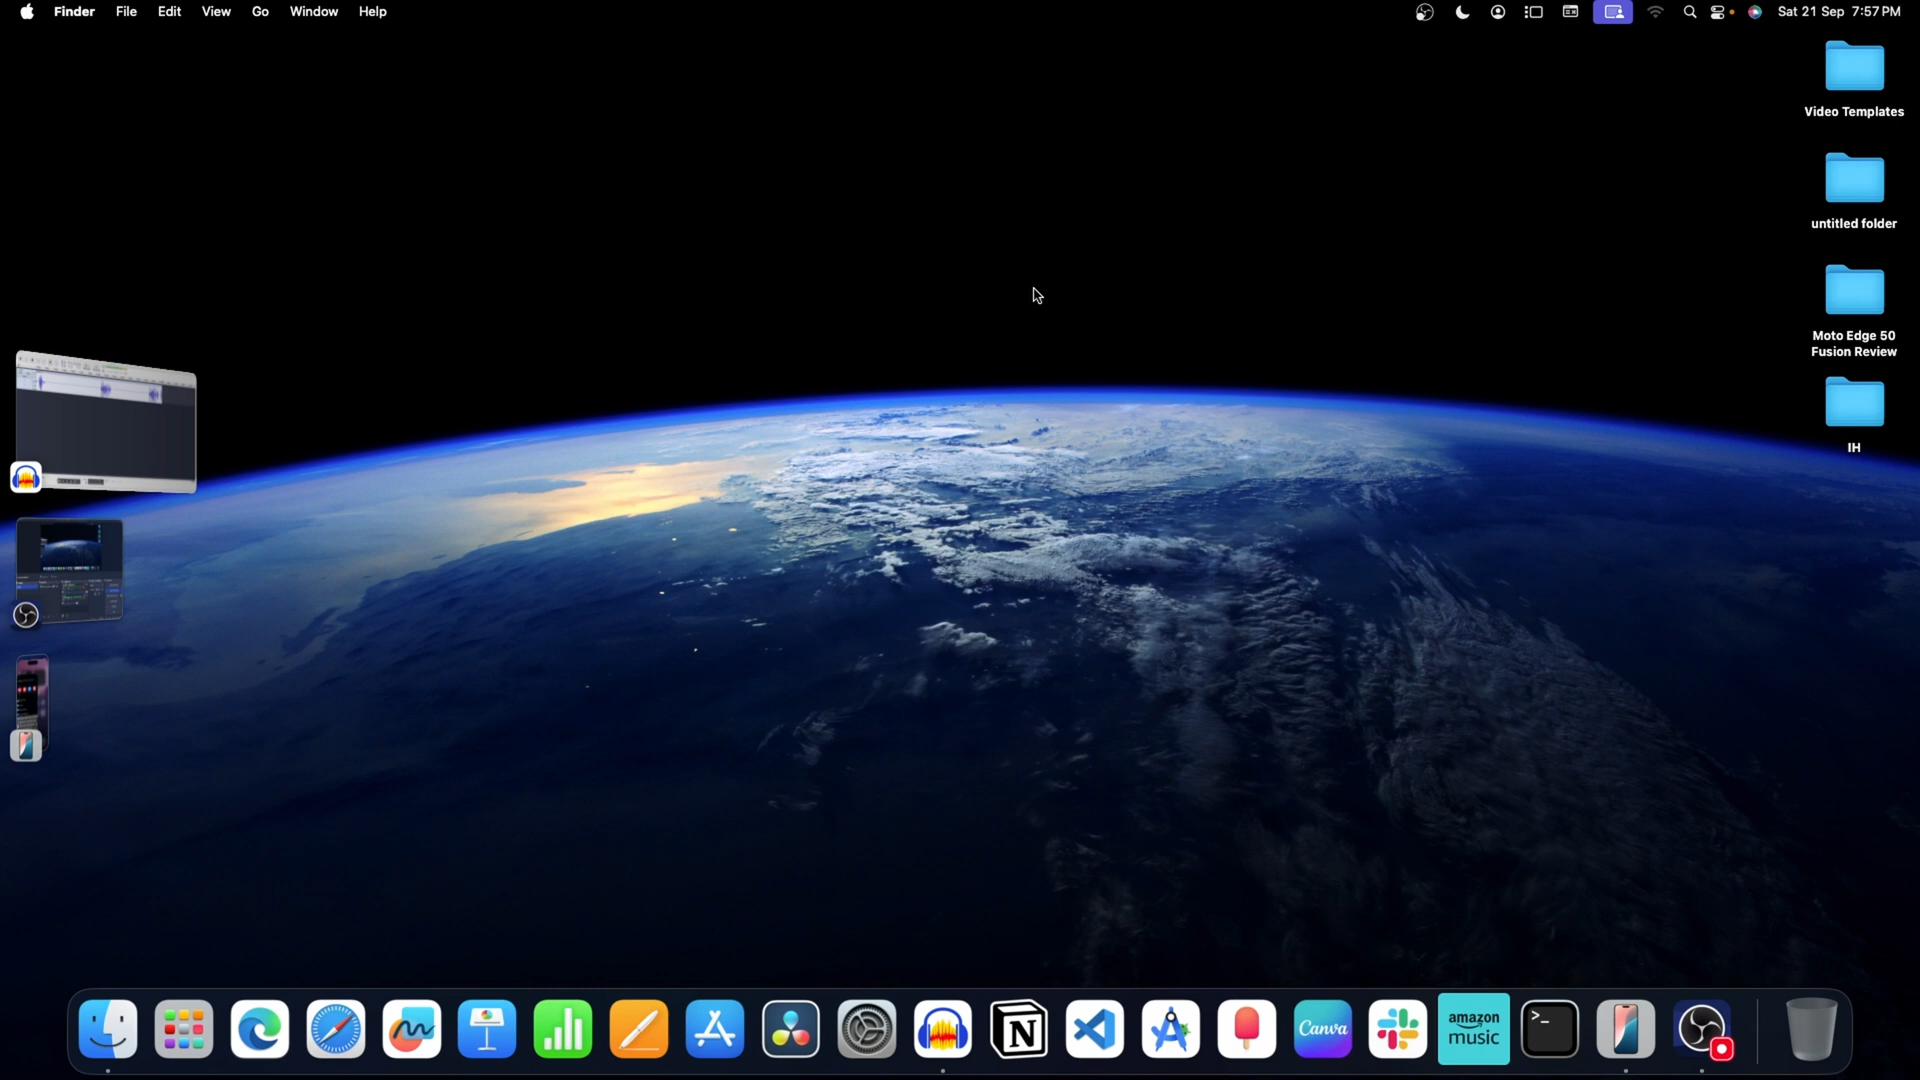 Finder File Edit View Go Window Help
Sat 21 Sep 7:57 PM
Video Templates
untitled folder
Moto Edge 50
Fusion Review
IH
N
Canva
amazon
music
>_